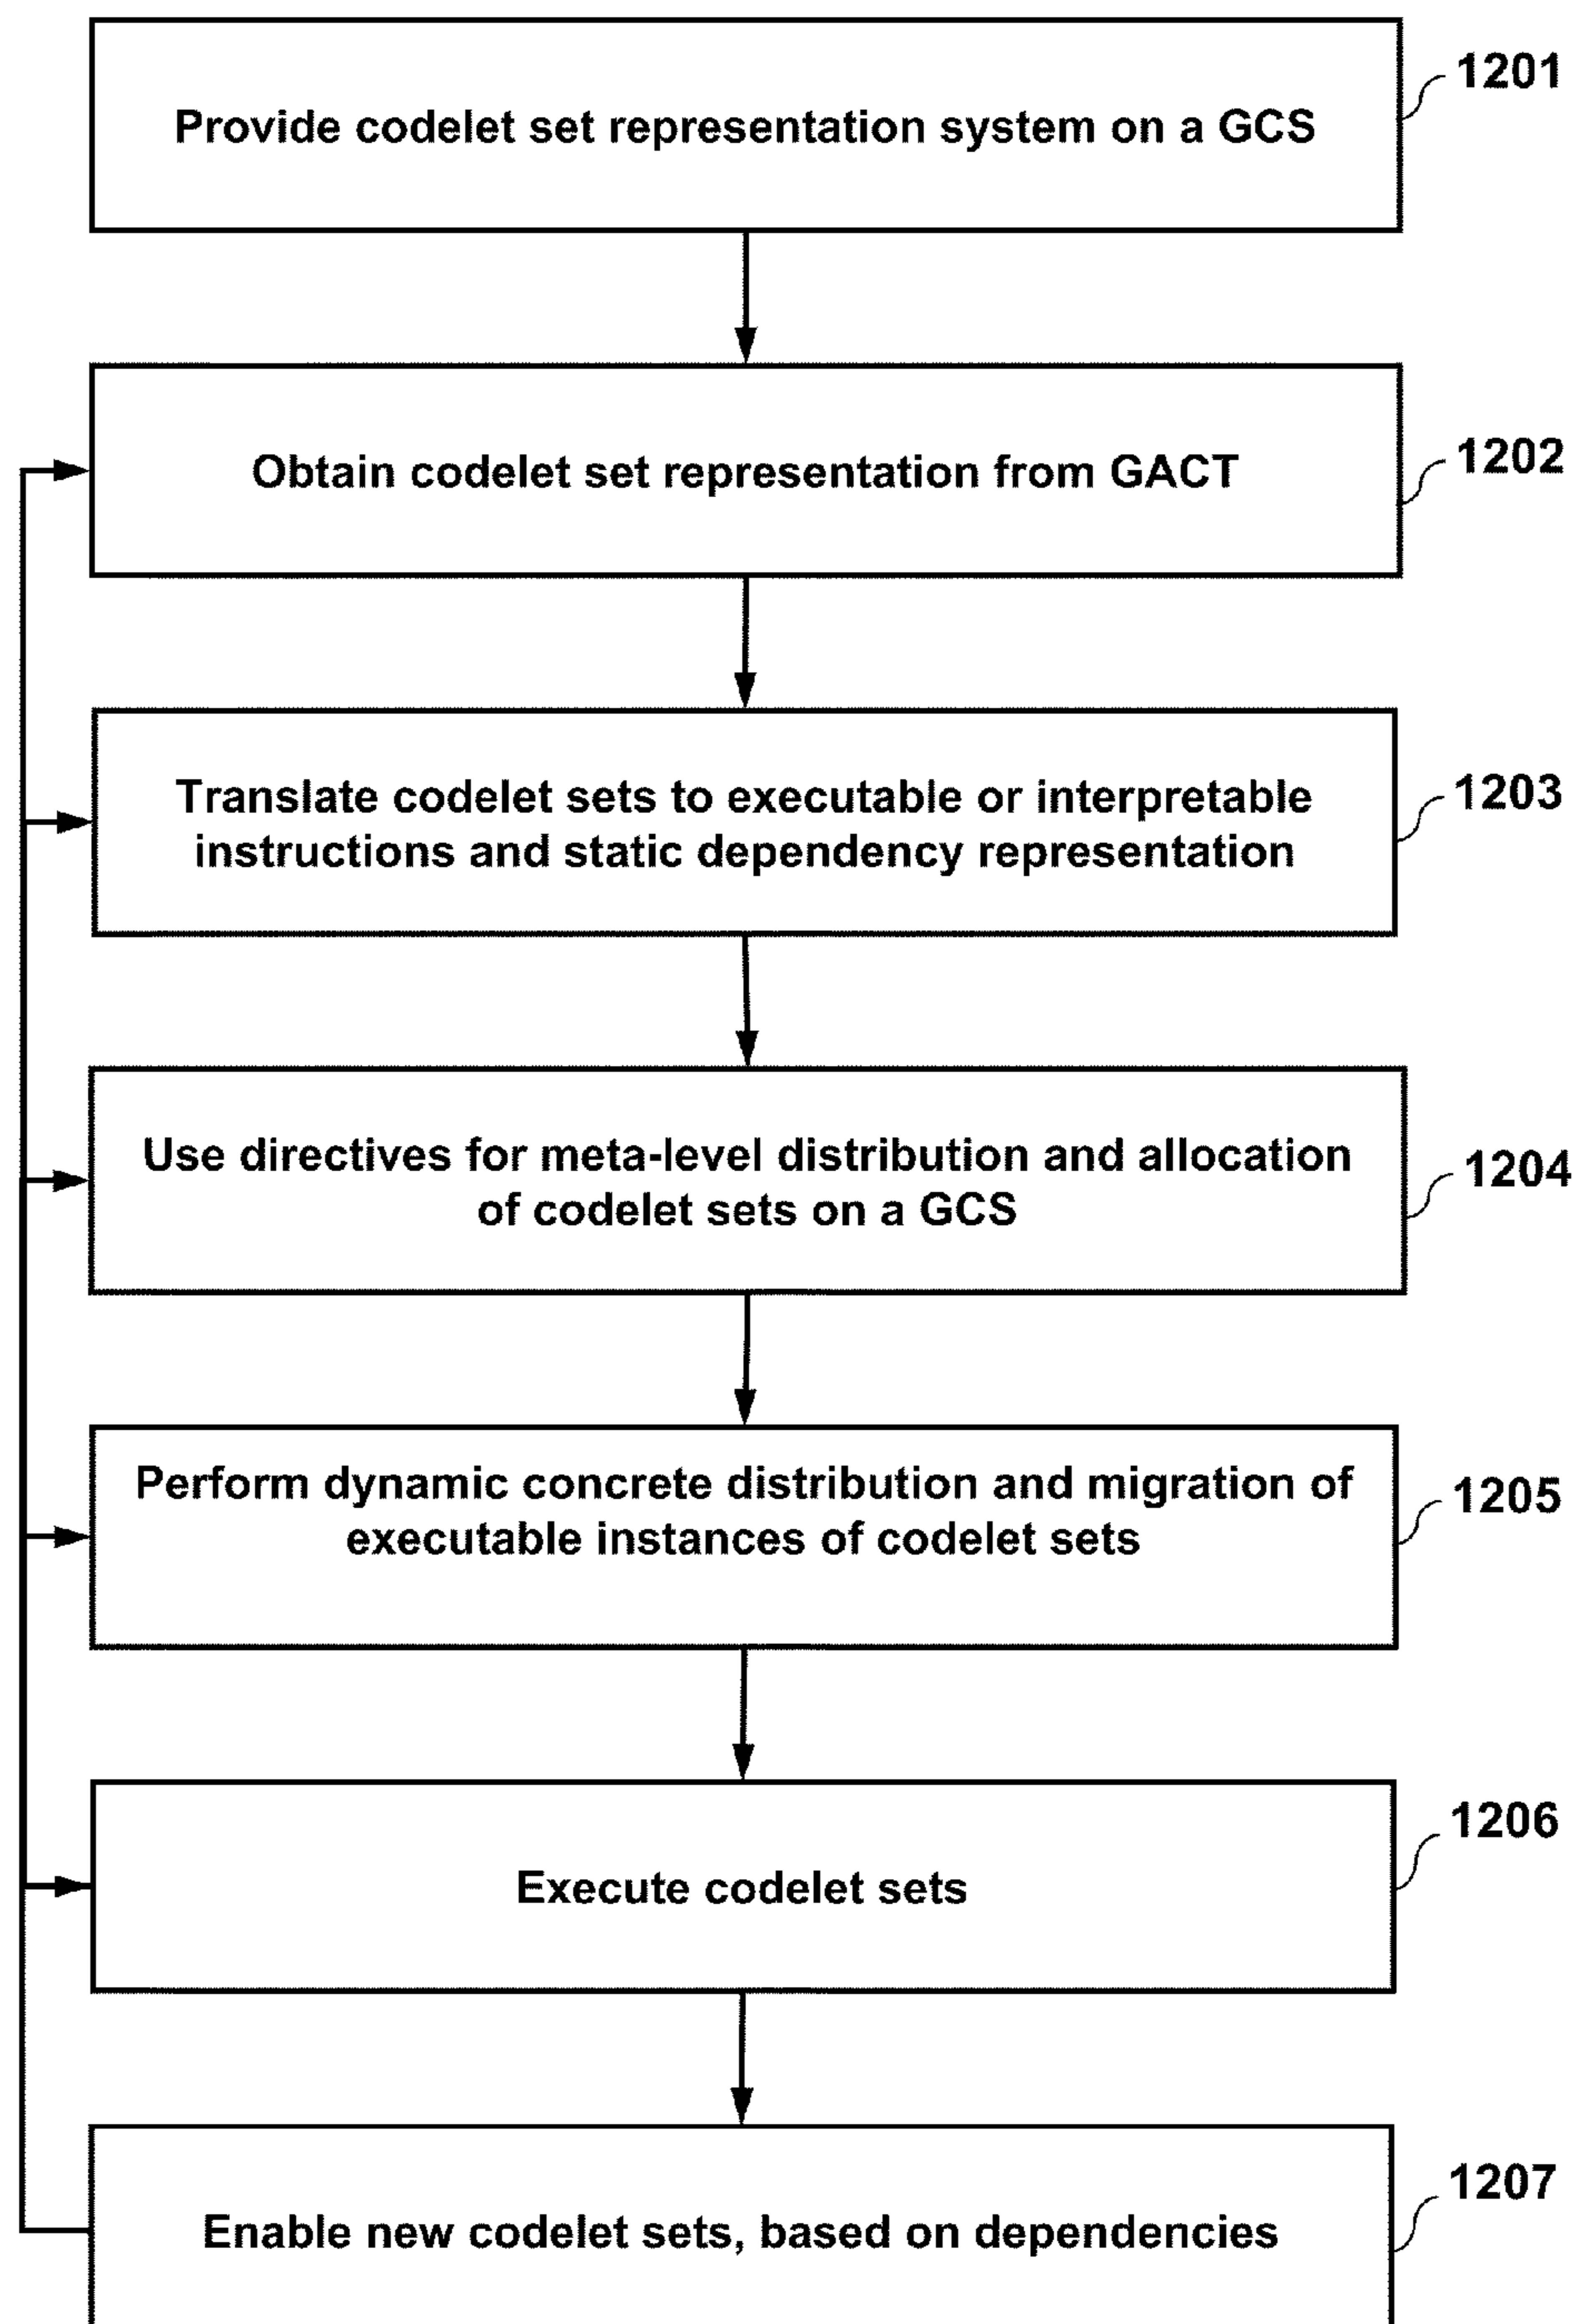 Provide codelet set representation system on a GCS
1201
Obtain codelet set representation from GACT
1202
Translate codelet sets to executable or interpretable
instructions and static dependency representation
1203
Use directives for meta-level distribution and allocation
of codelet sets on a GCS
1204
Perform dynamic concrete distribution and migration of
executable instances of codelet sets
1205
Execute codelet sets
1206
Enable new codelet sets, based on dependencies
1207